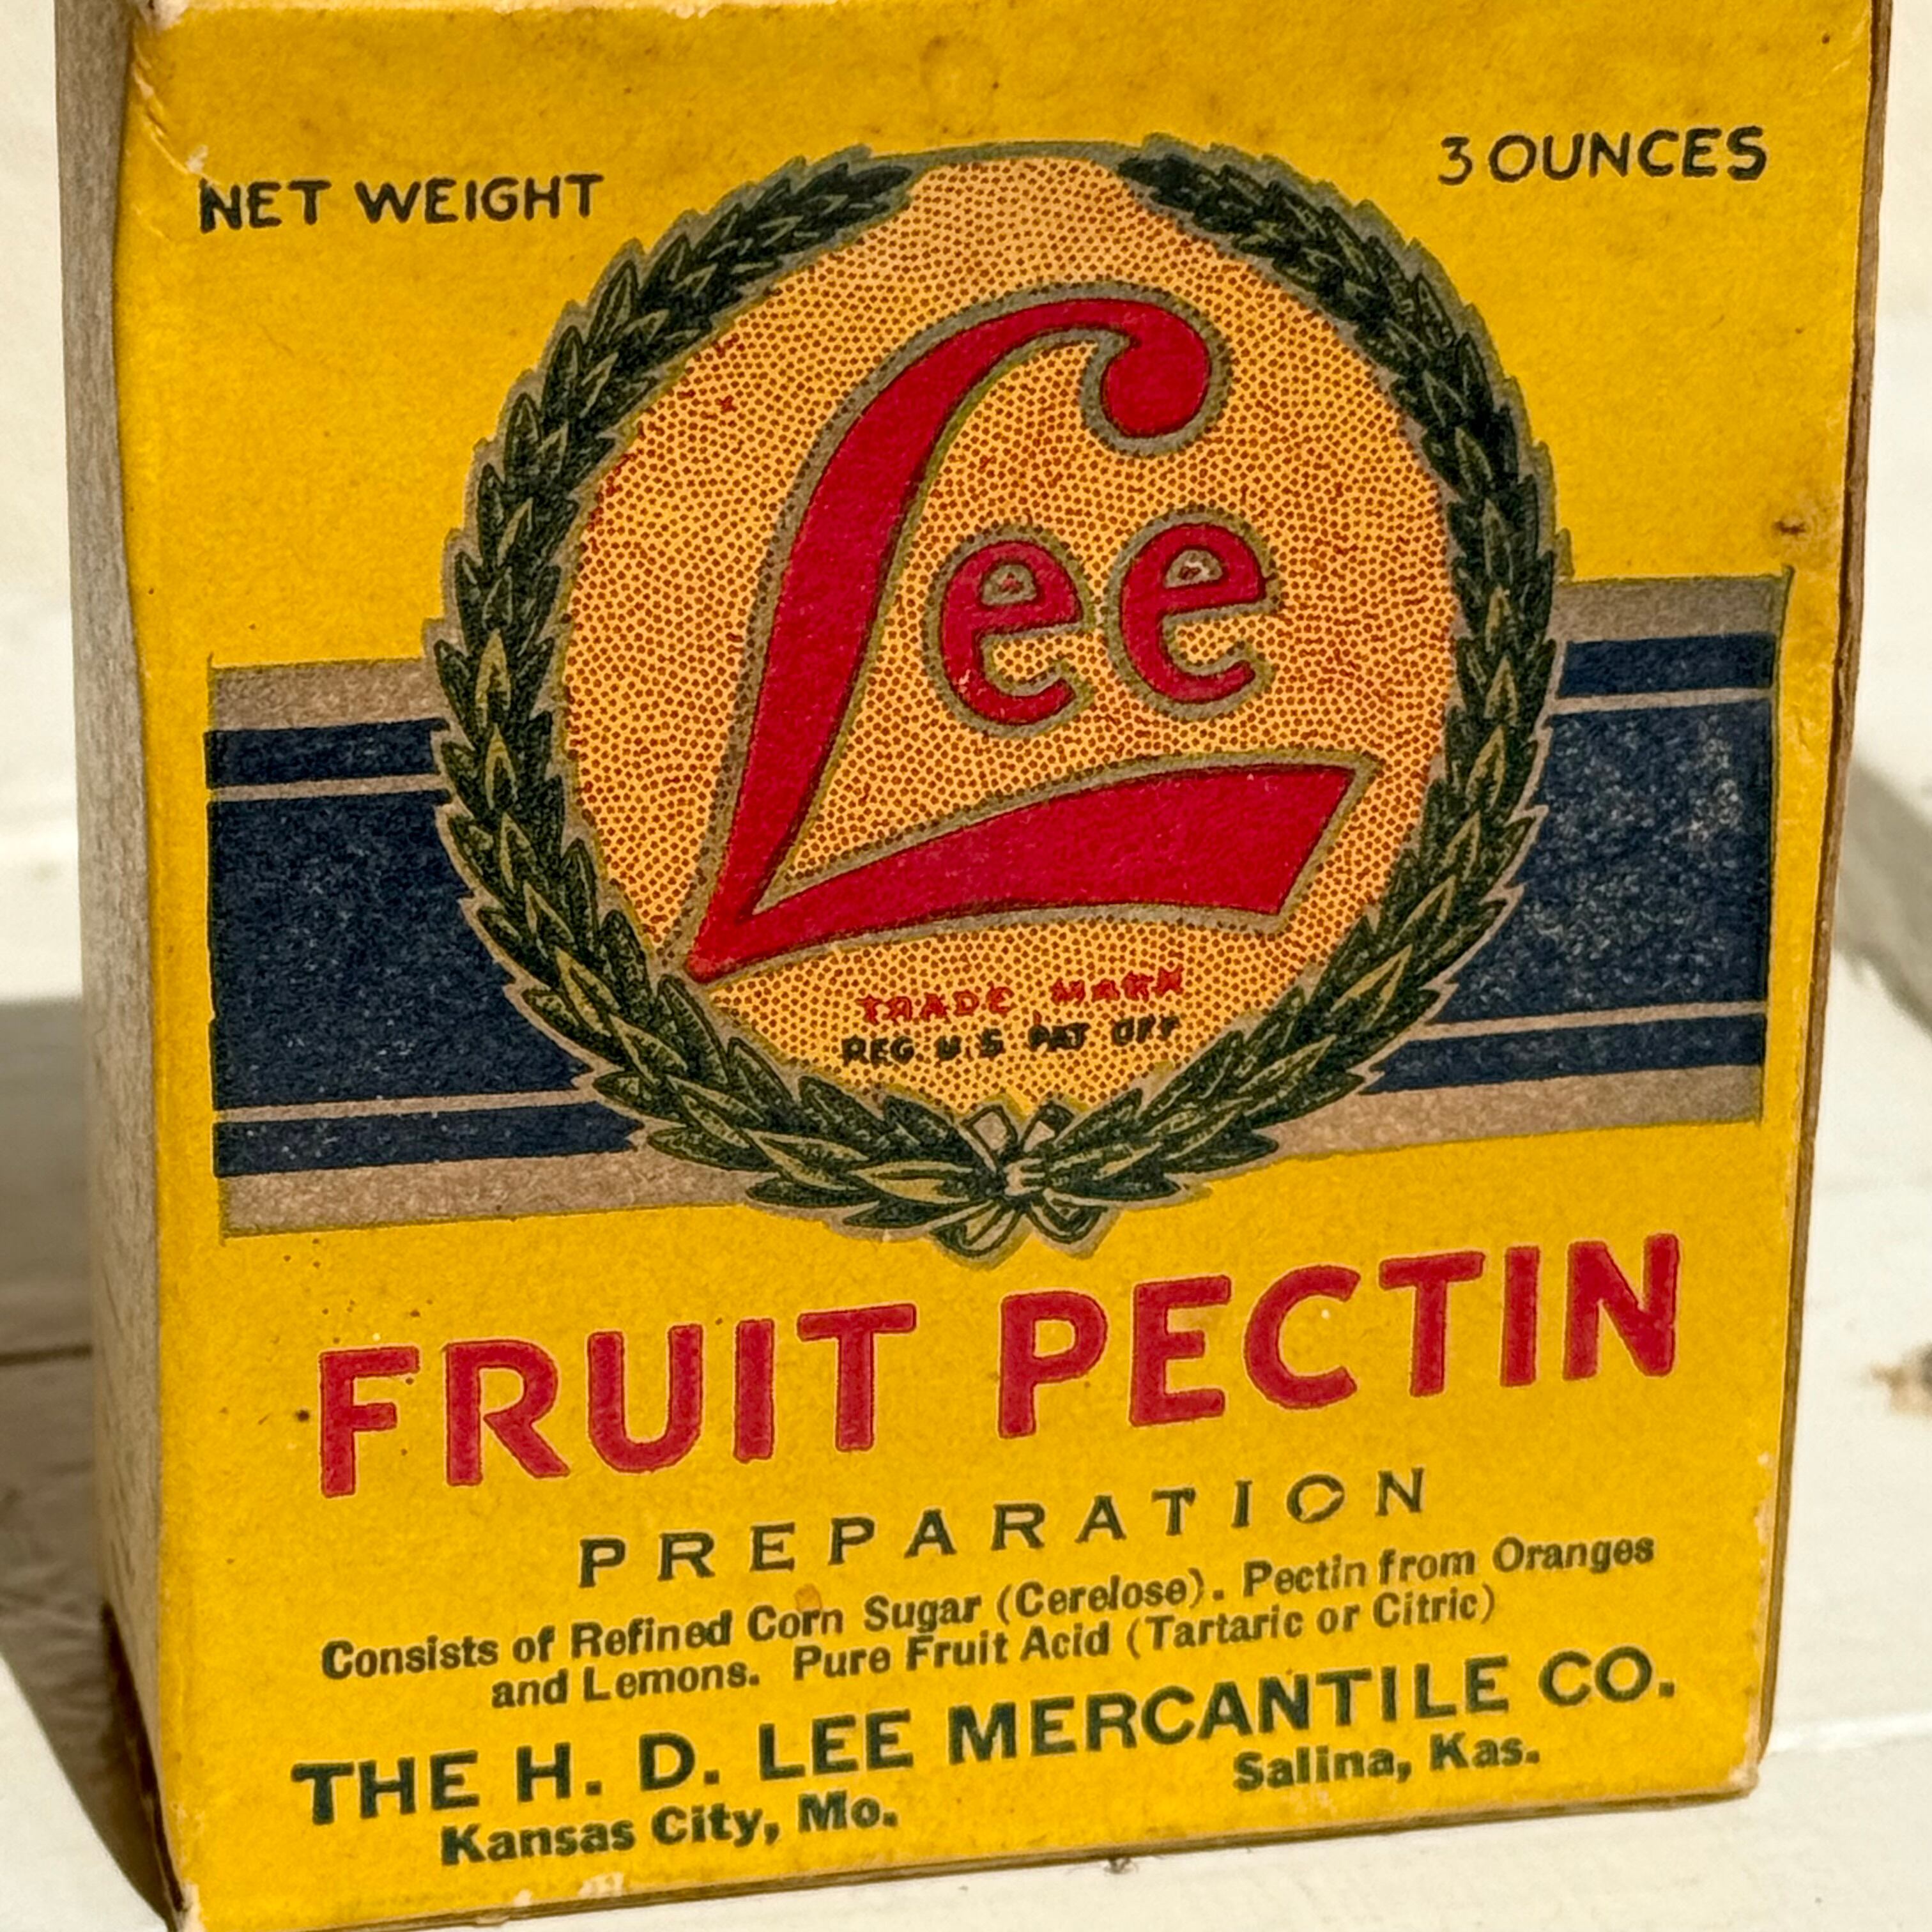 NET WEIGHT
3 OUNCES
Lee
TRADE MARK
REG U.S PAT OFF
FRUIT PECTIN
PREPARATION
Consists of Refined Corn Sugar (Cerelose). Pectin from Oranges
and Lemons. Pure Fruit Acid (Tartaric or Citric)
THE H. D. LEE MERCANTILE CO.
Kansas City, Mo.
Salina, Kas.